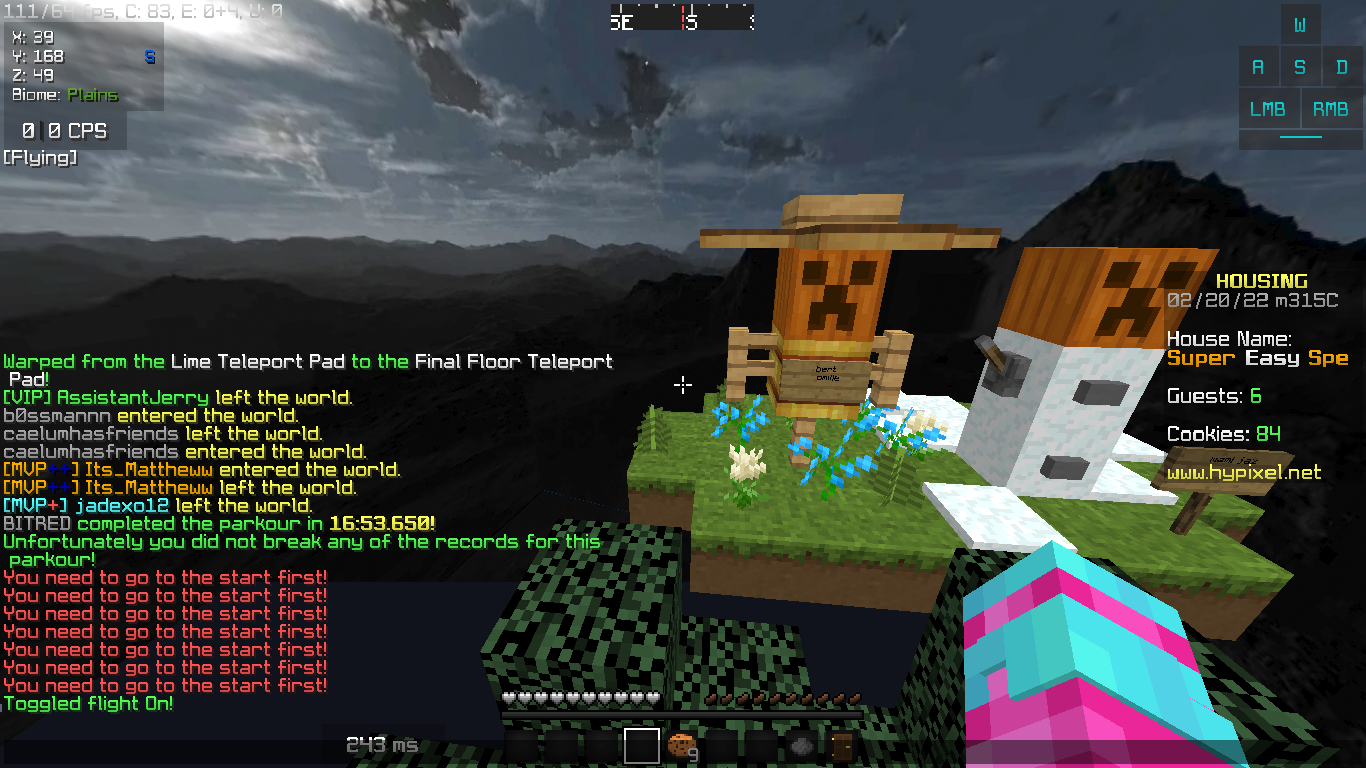 111/64 fps, C: 83, E: 0+4, U: 0
X: 39
Y: 168
S
Z: 49
Biome: Plains
0 | 0 CPS
[Flying]
SE S
W
A S D
LMB RMB
bert
HOUSING
02/20/22 m315C
House Name:
Super Easy Spe
Guests: 6
Cookies: 84
www.hypixel.net
Warped from the Lime Teleport Pad to the Final Floor Teleport
Pad!
[VIP] AssistantJerry left the world.
b0ssmannn entered the world.
caelumhasfriends left the world.
caelumhasfriends entered the world.
[MVP++] Its_Mattheww entered the world.
[MVP++] Its_Mattheww left the world.
[MVP+] jadexo12 left the world.
BITRED completed the parkour in 16:53.650!
Unfortunately you did not break any of the records for this
parkour!
You need to go to the start first!
You need to go to the start first!
You need to go to the start first!
You need to go to the start first!
You need to go to the start first!
You need to go to the start first!
You need to go to the start first!
Toggled flight On!
243 ms
9